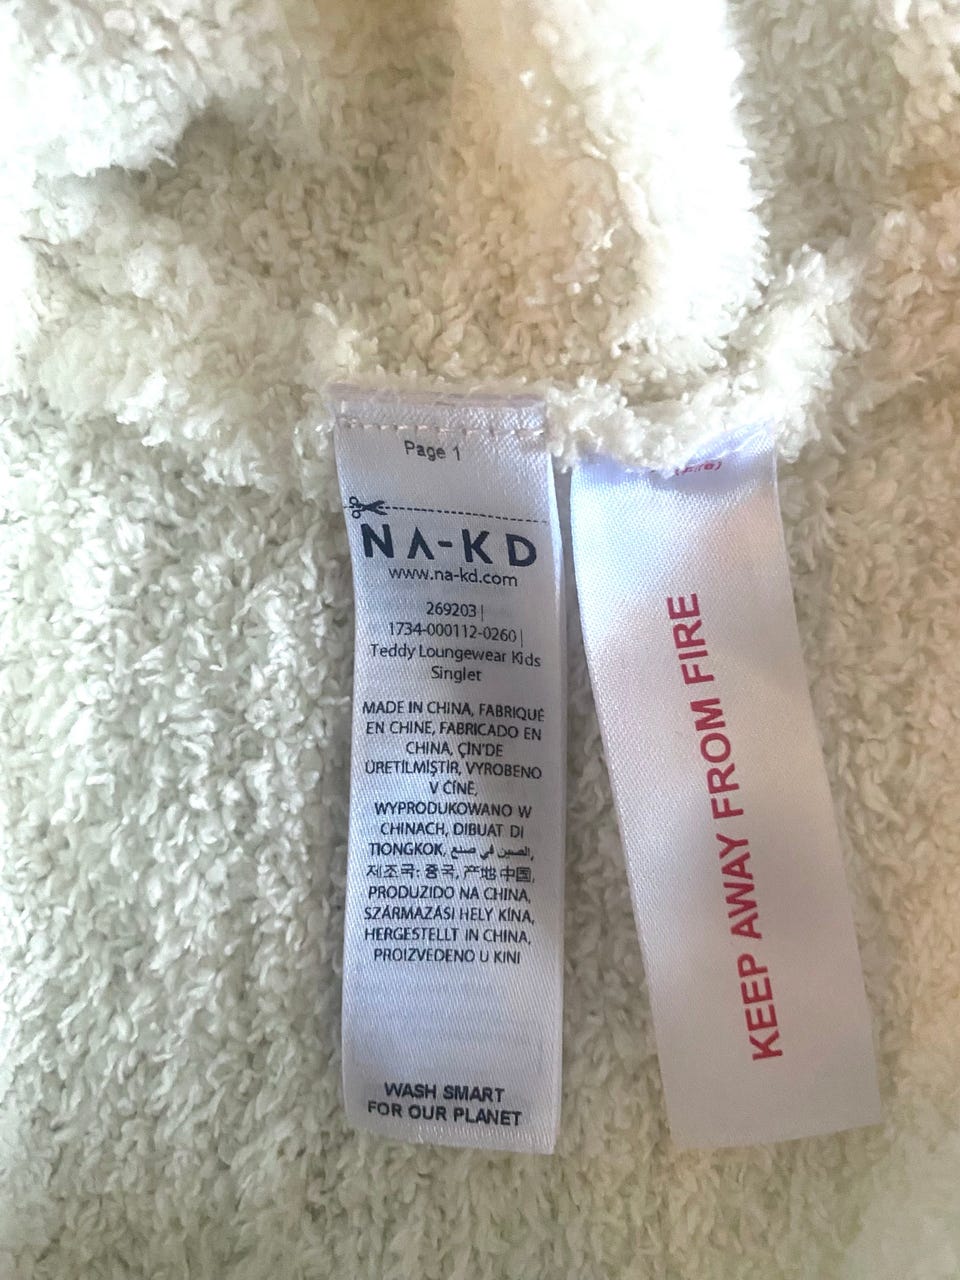 Page 1
NA-KD
www.na-kd.com
269203 |
1734-000112-0260 |
Teddy Loungewear Kids
Singlet
MADE IN CHINA, FABRIQUÉ
EN CHINE, FABRICADO EN
CHINA, ÇİN'DE
ÜRETİLMİŞTİR, VYROBENO
V ČÍNĚ,
WYPRODUKOWANO W
CHINACH, DIBUAT DI
TIONGKOK, الصين في صنع,
제조국: 중국, 产地 中国,
PRODUZIDO NA CHINA,
SZÁRMAZÁSI HELY KÍNA,
HERGESTELLT IN CHINA,
PROIZVEDENO U KINI
WASH SMART
FOR OUR PLANET
KEEP AWAY FROM FIRE